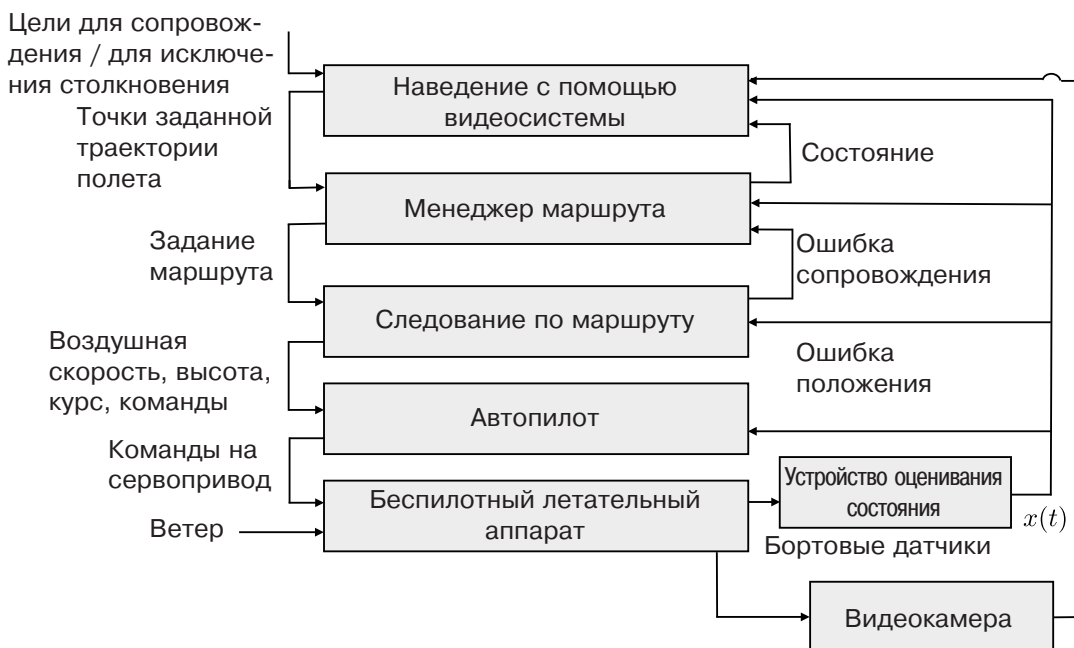 Цели для сопровож-
дения / для исключе-
ния столкновения
Наведение с помощью
видеосистемы
Точки заданной
траектории
полета
Состояние
Менеджер маршрута
Задание
маршрута
Ошибка
сопровождения
Следование по маршруту
Воздушная
скорость, высота,
курс, команды
Ошибка
положения
Автопилот
Команды на
сервопривод
Беспилотный летательный
аппарат
Устройство оценивания
состояния
x(t)
Ветер
Бортовые датчики
Видеокамера